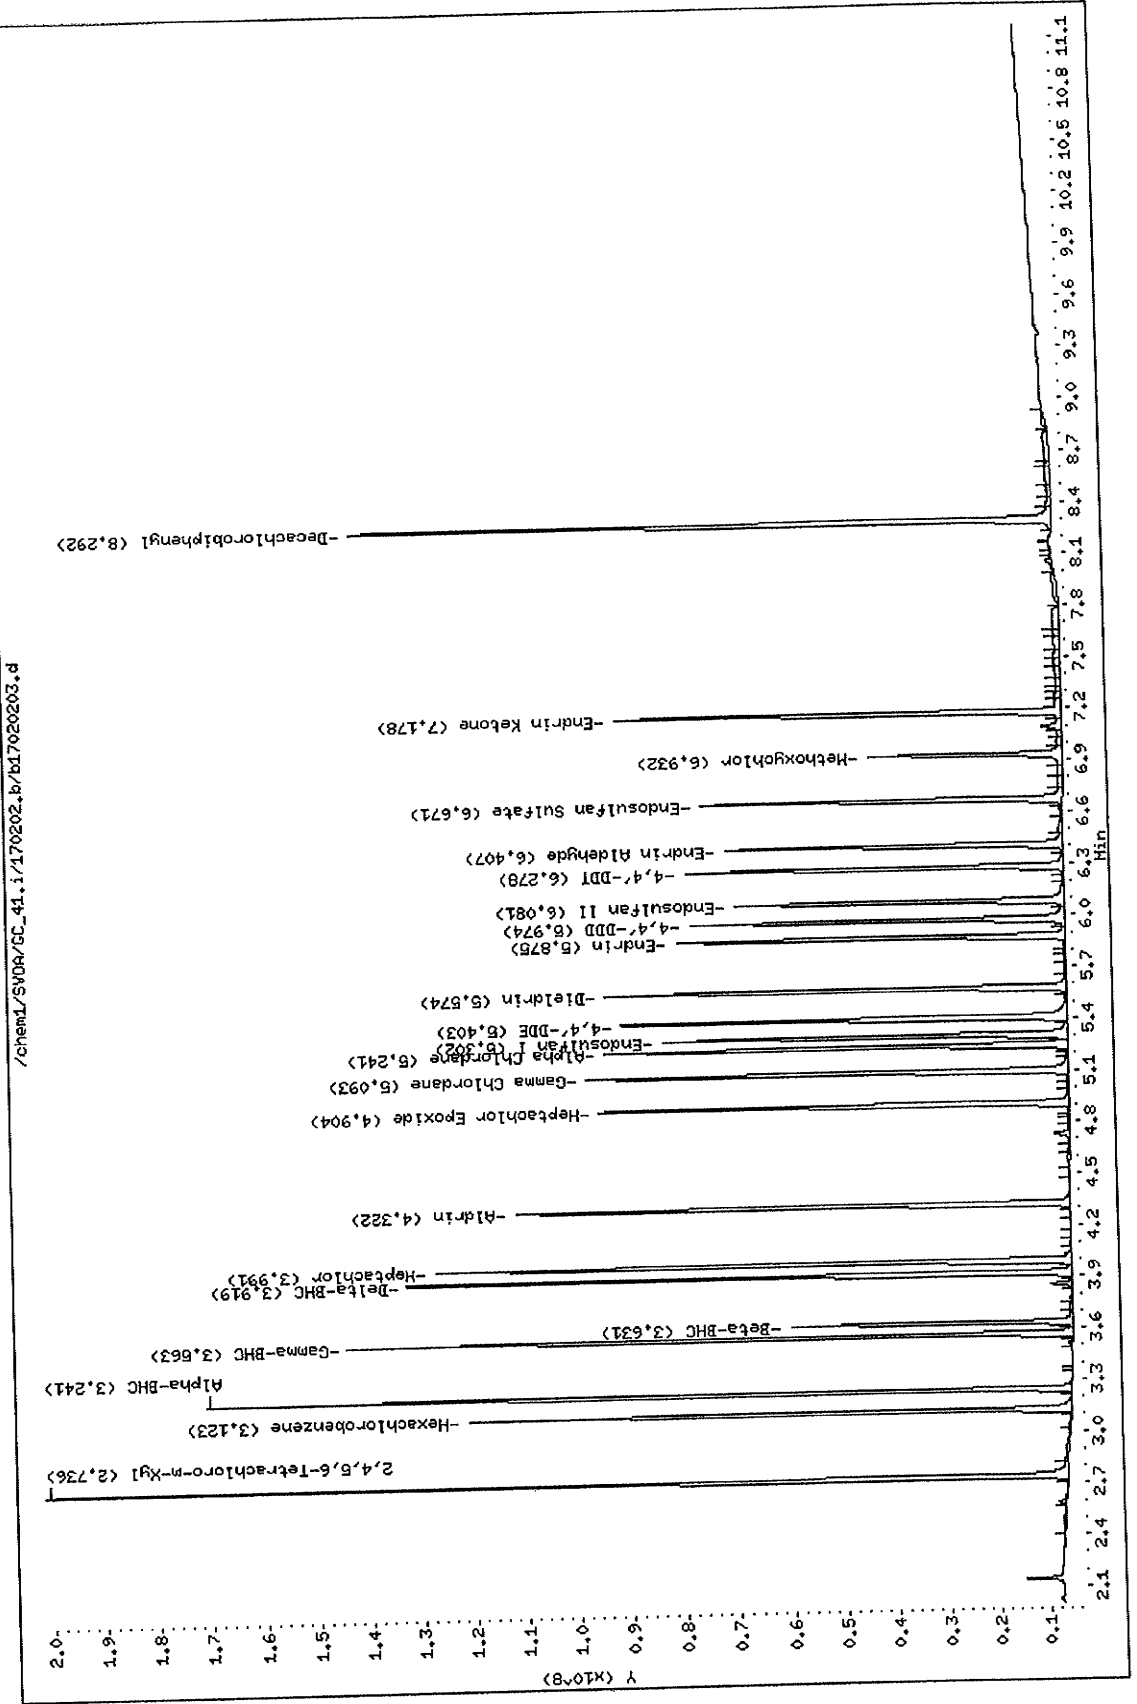 /chem1/SVOA/GC_41.i/170202.b/b17020203.d
Y (x10^8)
2.0
1.9
1.8
1.7
1.6
1.5
1.4
1.3
1.2
1.1
1.0
0.9
0.8
0.7
0.6
0.5
0.4
0.3
0.2
0.1
2,4,5,6-Tetrachloro-m-Xyl (2.736)
-Hexachlorobenzene (3.123)
Alpha-BHC (3.241)
-Gamma-BHC (3.563)
-Beta-BHC (3.631)
-Delta-BHC (3.919)
-Heptachlor (3.991)
-Aldrin (4.322)
-Heptachlor Epoxide (4.904)
-Gamma Chlordane (5.093)
-Alpha Chlordane (5.241)
-Endosulfan I (5.302)
-4,4'-DDE (5.403)
-Dieldrin (5.574)
-Endrin (5.875)
-4,4'-DDD (5.974)
-Endosulfan II (6.081)
-4,4'-DDT (6.278)
-Endrin Aldehyde (6.407)
-Endosulfan Sulfate (6.671)
-Methoxychlor (6.932)
-Endrin Ketone (7.178)
-Decachlorobiphenyl (8.292)
2.1 2.4 2.7 3.0 3.3 3.6 3.9 4.2 4.5 4.8 5.1 5.4 5.7 6.0 6.3 6.6 6.9 7.2 7.5 7.8 8.1 8.4 8.7 9.0 9.3 9.6 9.9 10.2 10.5 10.8 11.1
Min